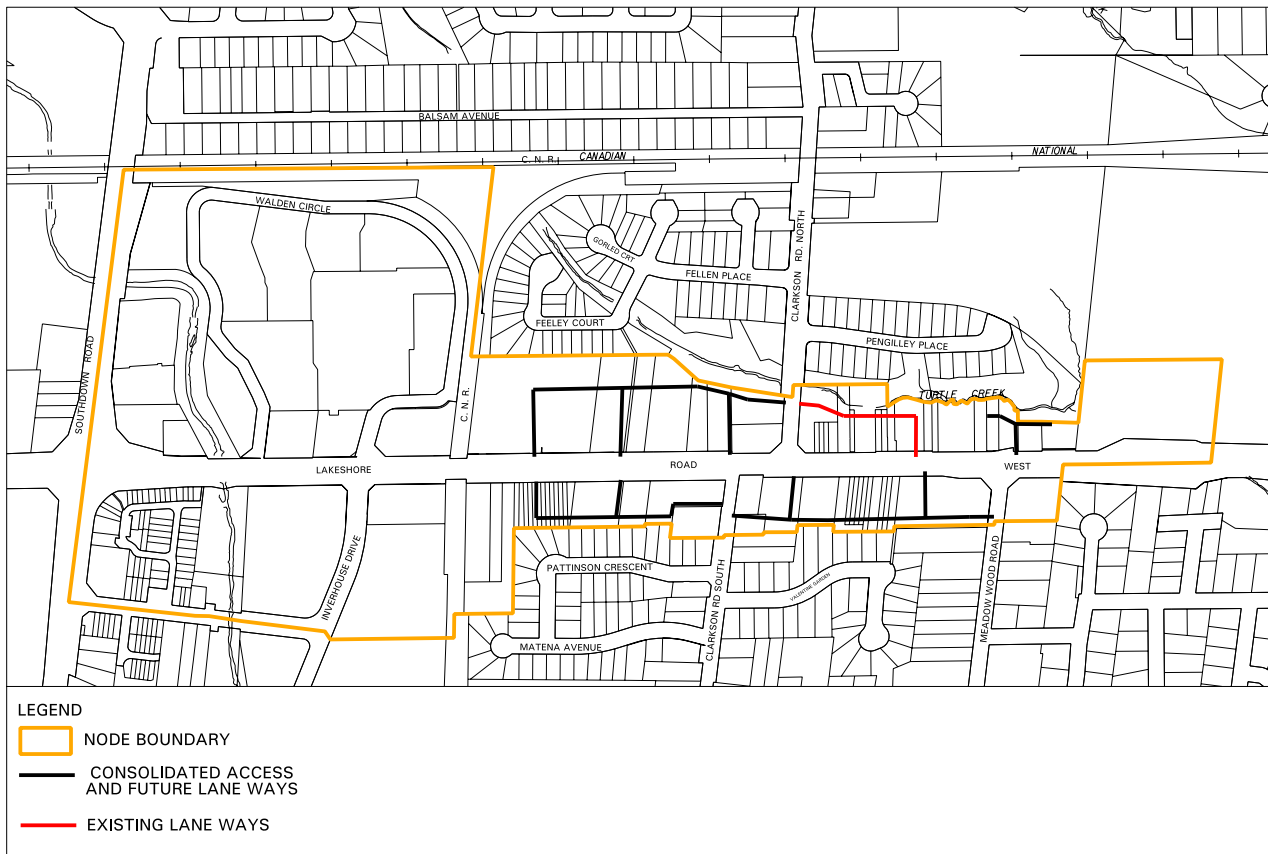 BALSAM AVENUE
C. N. R. CANADIAN NATIONAL
WALDEN CIRCLE
CLARKSON RD. NORTH
GORLED CRT
FELLEN PLACE
FEELEY COURT
PENGILLEY PLACE
SOUTHDOWN ROAD
C. N. R.
TURTLE CREEK
LAKESHORE ROAD WEST
INVERHOUSE DRIVE
PATTINSON CRESCENT
VALENTINE GARDEN
CLARKSON RD SOUTH
MEADOW WOOD ROAD
MATENA AVENUE
LEGEND
NODE BOUNDARY
CONSOLIDATED ACCESS
AND FUTURE LANE WAYS
EXISTING LANE WAYS